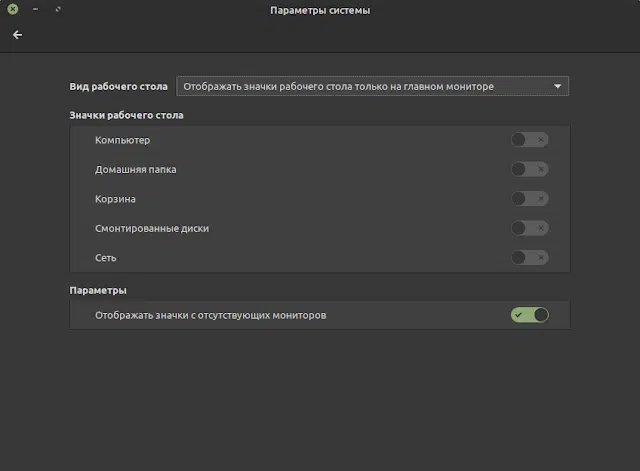 Параметры системы
Вид рабочего стола Отображать значки рабочего стола только на главном мониторе
Значки рабочего стола
Компьютер
Домашняя папка
Корзина
Смонтированные диски
Сеть
Параметры
Отображать значки с отсутствующих мониторов